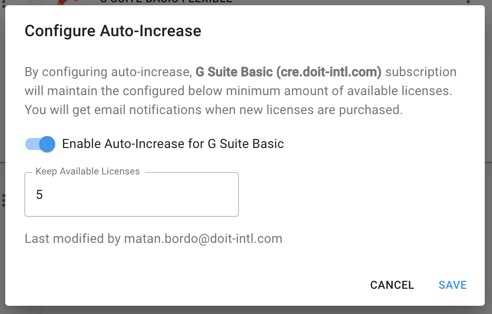 G SUITE BASIC FLEXIBLE
Configure Auto-Increase
By configuring auto-increase, G Suite Basic (cre.doit-intl.com) subscription
will maintain the configured below minimum amount of available licenses.
You will get email notifications when new licenses are purchased.
Enable Auto-Increase for G Suite Basic
Keep Available Licenses
5
Last modified by matan.bordo@doit-intl.com
CANCEL SAVE